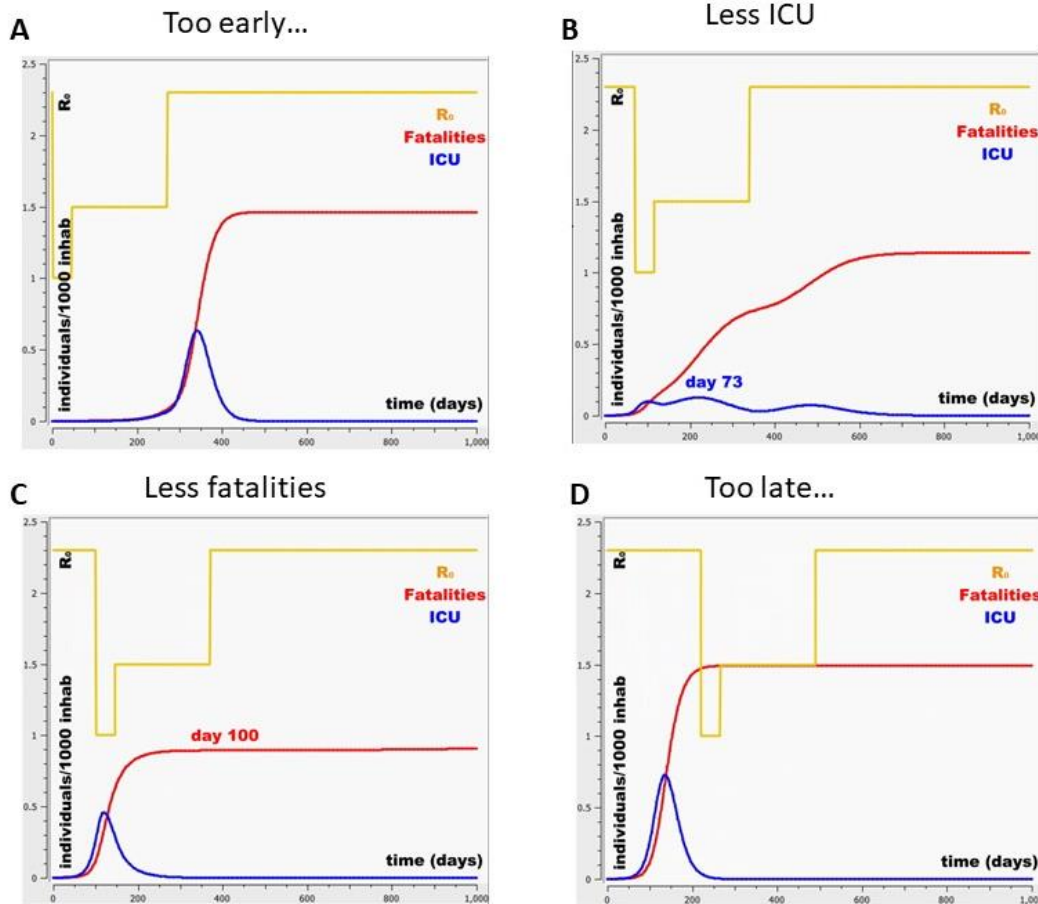 A
Too early...
2.5
2
1.5
1
0.5
0
R₀
individuals/1000 inhab
R₀
Fatalities
ICU
time (days)
0
200
400
600
800
1,000
B
Less ICU
2.5
2
1.5
1
0.5
0
R₀
individuals/1000 inhab
R₀
Fatalities
ICU
day 73
time (days)
0
200
400
600
800
1,000
C
Less fatalities
2.5
2
1.5
1
0.5
0
R₀
individuals/1000 inhab
R₀
Fatalities
ICU
day 100
time (days)
0
200
400
600
800
1,000
D
Too late...
2.5
2
1.5
1
0.5
0
R₀
individuals/1000 inhab
R₀
Fatalities
ICU
time (days)
0
200
400
600
800
1,000